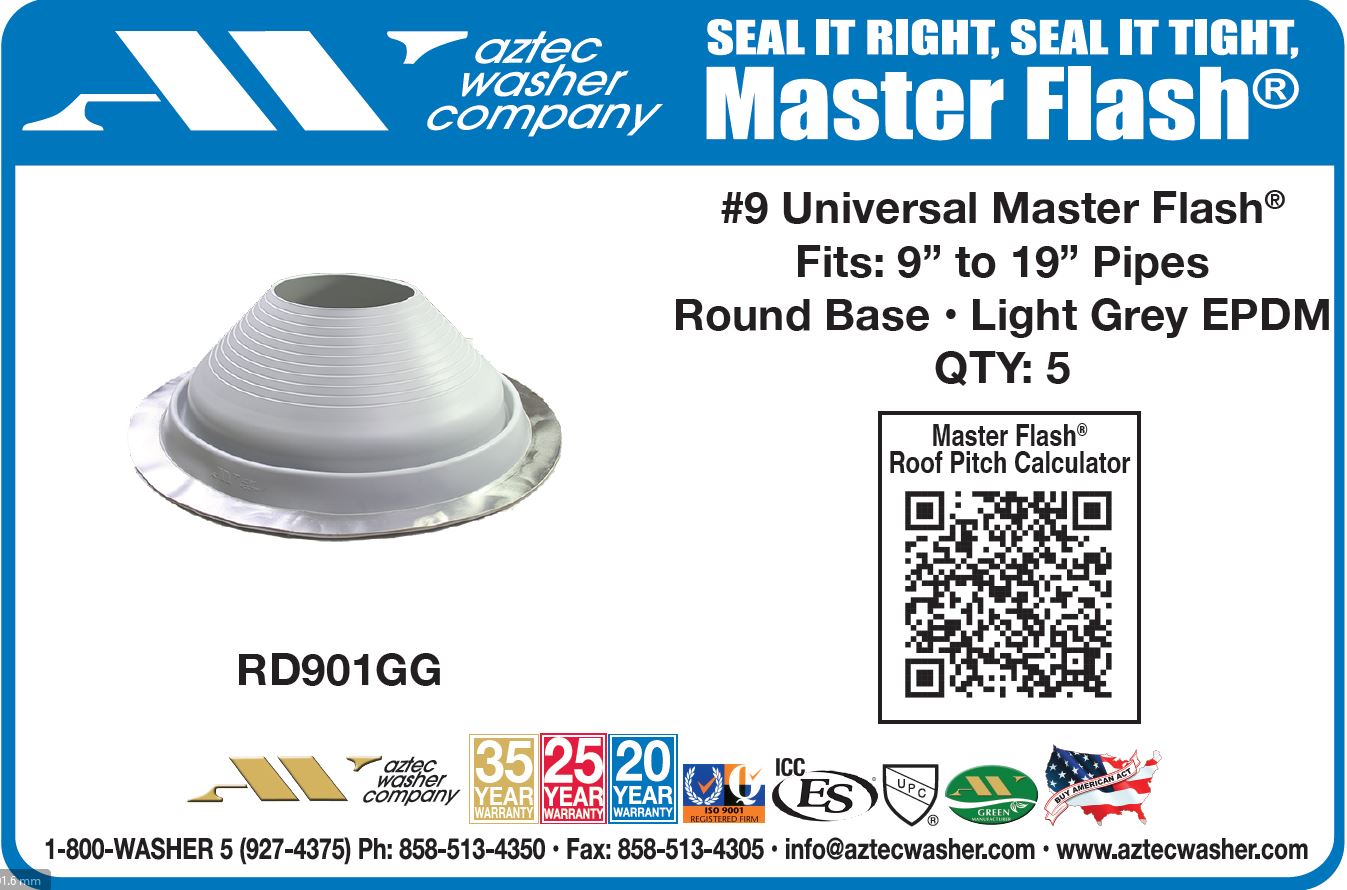 aztec
washer
company
SEAL IT RIGHT, SEAL IT TIGHT,
Master Flash®
#9 Universal Master Flash®
Fits: 9” to 19” Pipes
Round Base • Light Grey EPDM
QTY: 5
Master Flash®
Roof Pitch Calculator
RD901GG
aztec
washer
company
35
YEAR
WARRANTY
25
YEAR
WARRANTY
20
YEAR
WARRANTY
Q
ISO 9001
REGISTERED FIRM
ICC
ES
UPC
®
GREEN
MANUFACTURER
BUY AMERICAN ACT
1-800-WASHER 5 (927-4375) Ph: 858-513-4350 • Fax: 858-513-4305 • info@aztecwasher.com • www.aztecwasher.com
01.6 mm